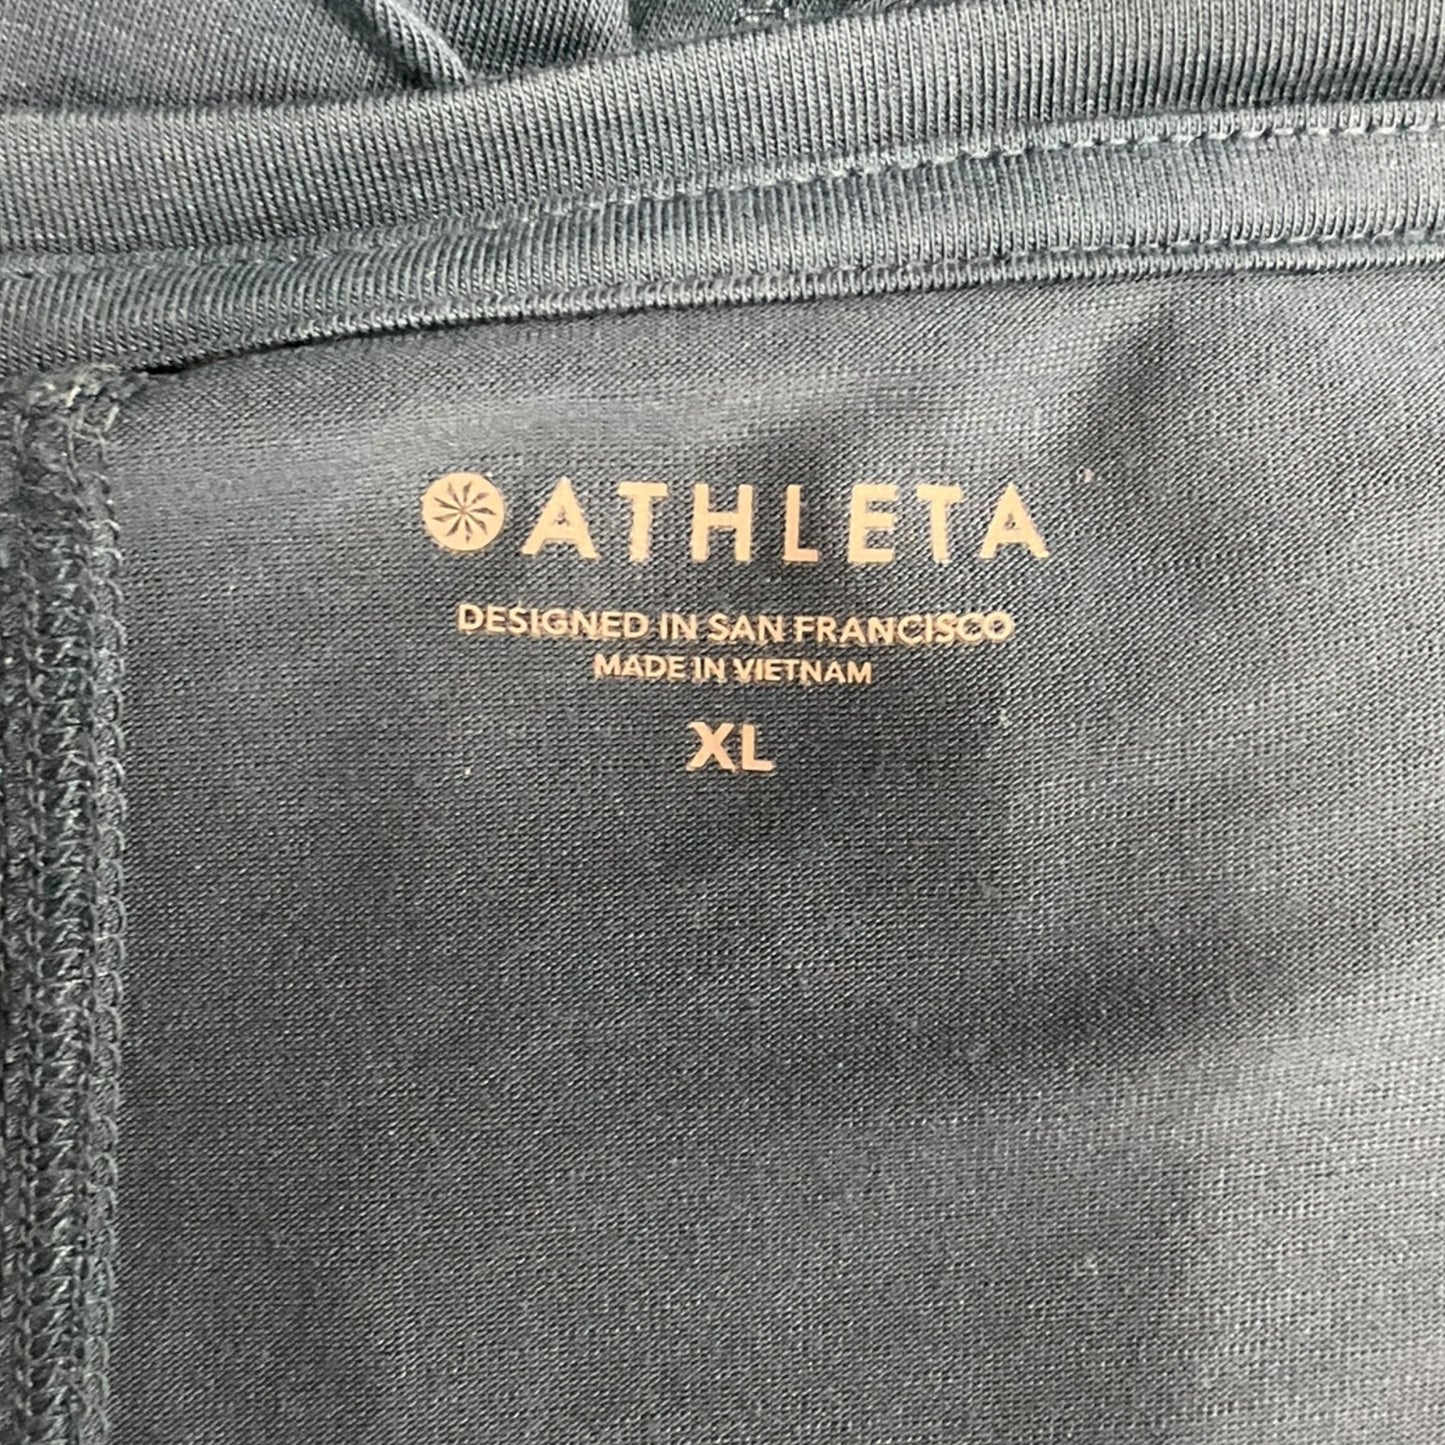 ATHLETA
DESIGNED IN SAN FRANCISCO
MADE IN VIETNAM
XL